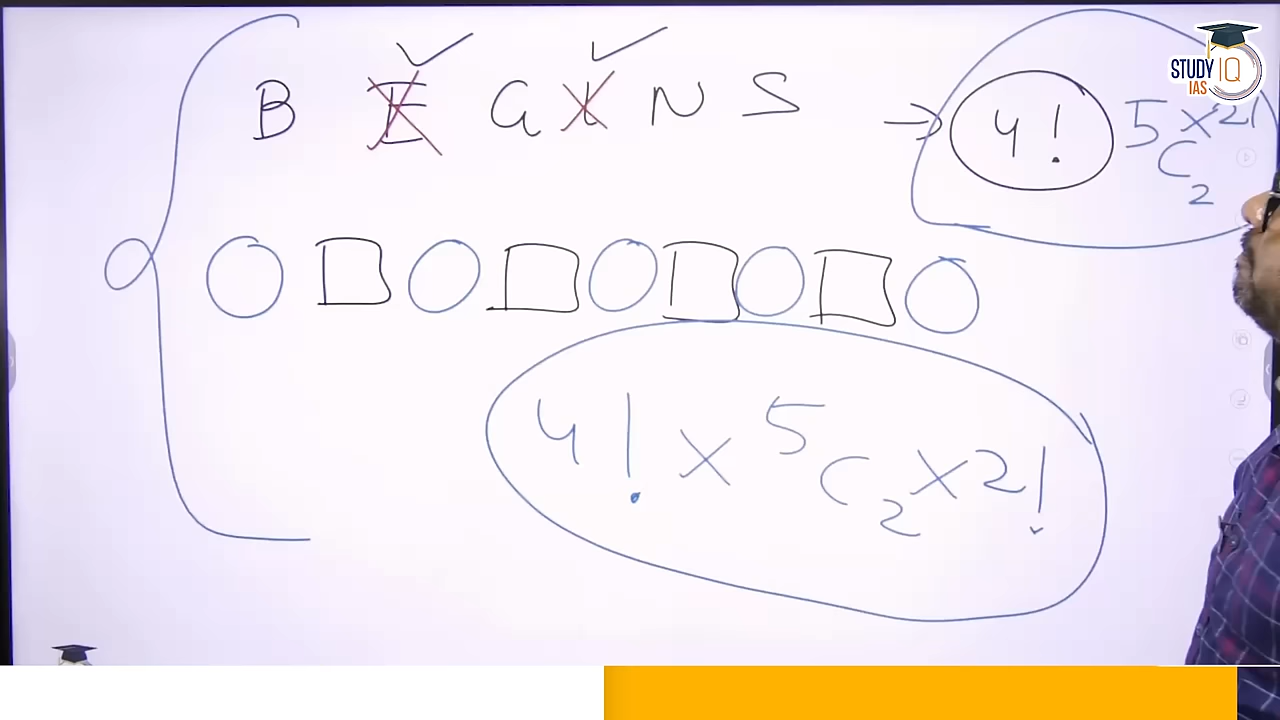 STUDY IQ
IAS
B E G I N S → 4! 5C2 × 2!
4! × 5C2 × 2!